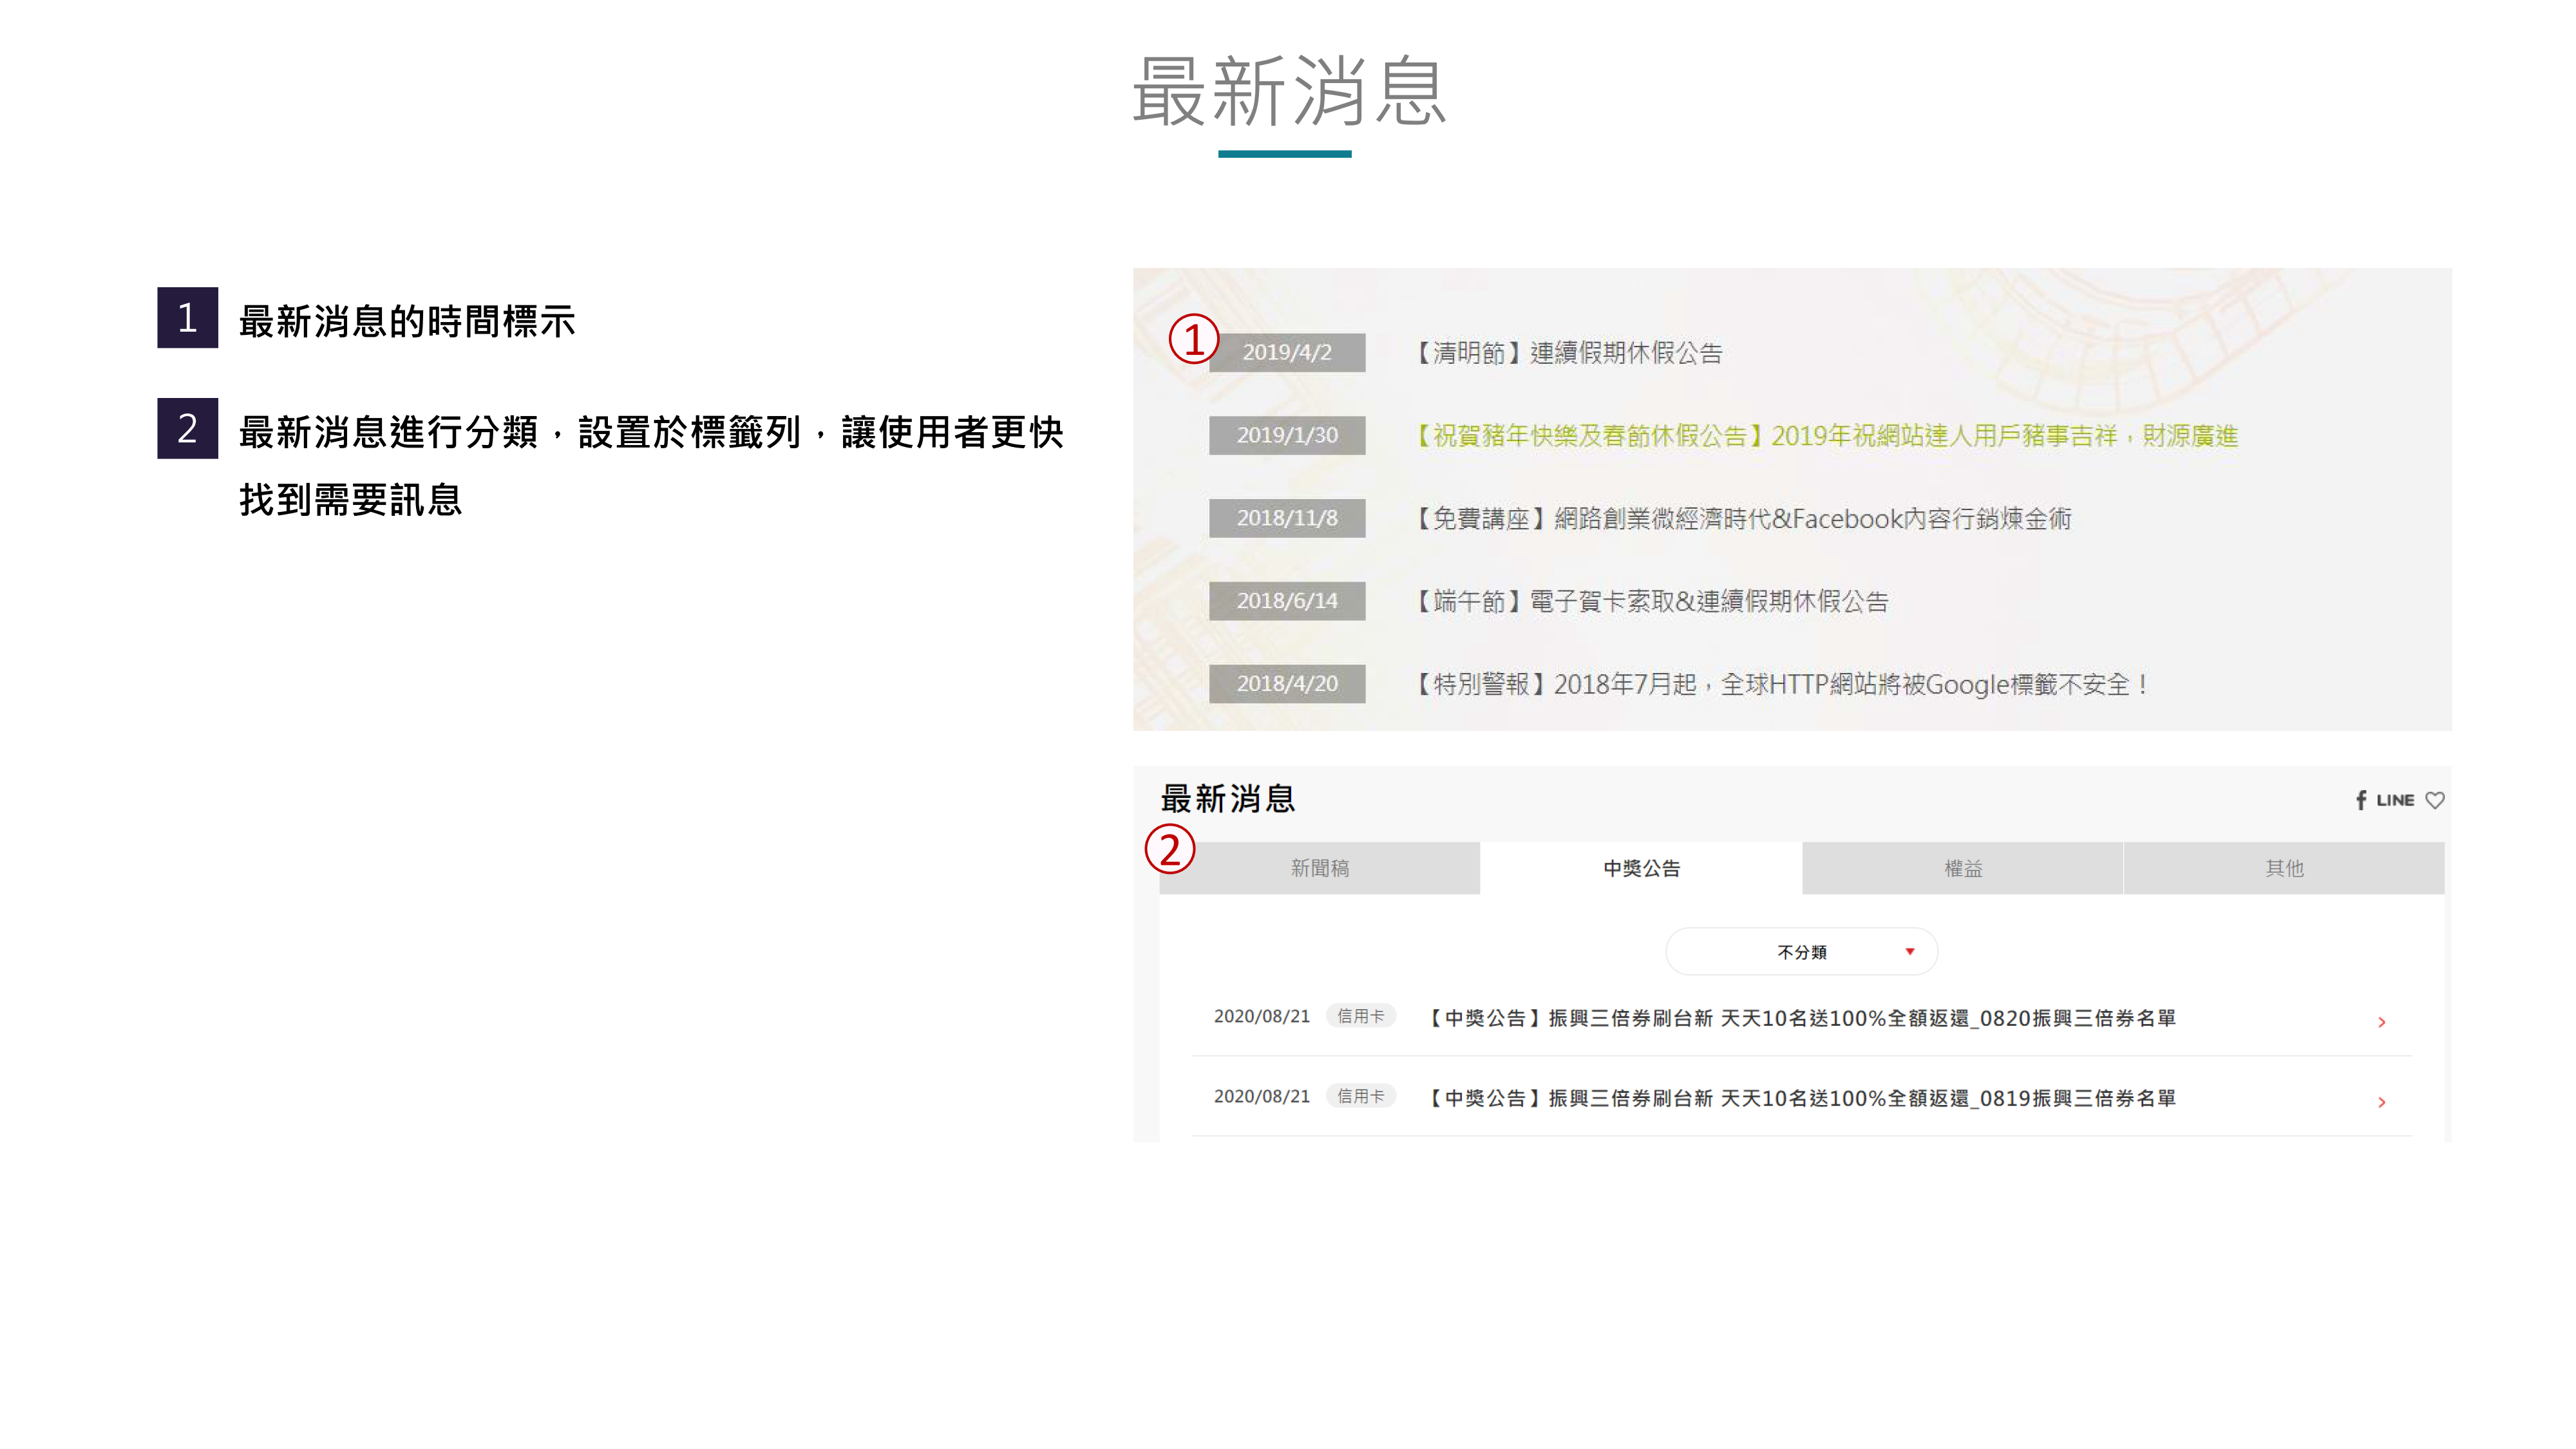 最新消息
1 最新消息的時間標示
2 最新消息進行分類，設置於標籤列，讓使用者更快
找到需要訊息
① 2019/4/2 【清明節】連續假期休假公告
2019/1/30 【祝賀豬年快樂及春節休假公告】2019年祝網站達人用戶豬事吉祥，財源廣進
2018/11/8 【免費講座】網路創業微經濟時代&Facebook內容行銷煉金術
2018/6/14 【端午節】電子賀卡索取&連續假期休假公告
2018/4/20 【特別警報】2018年7月起，全球HTTP網站將被Google標籤不安全！
最新消息 f LINE
② 新聞稿 中獎公告 權益 其他
不分類
2020/08/21 信用卡 【中獎公告】振興三倍券刷台新 天天10名送100%全額返還_0820振興三倍券名單
2020/08/21 信用卡 【中獎公告】振興三倍券刷台新 天天10名送100%全額返還_0819振興三倍券名單